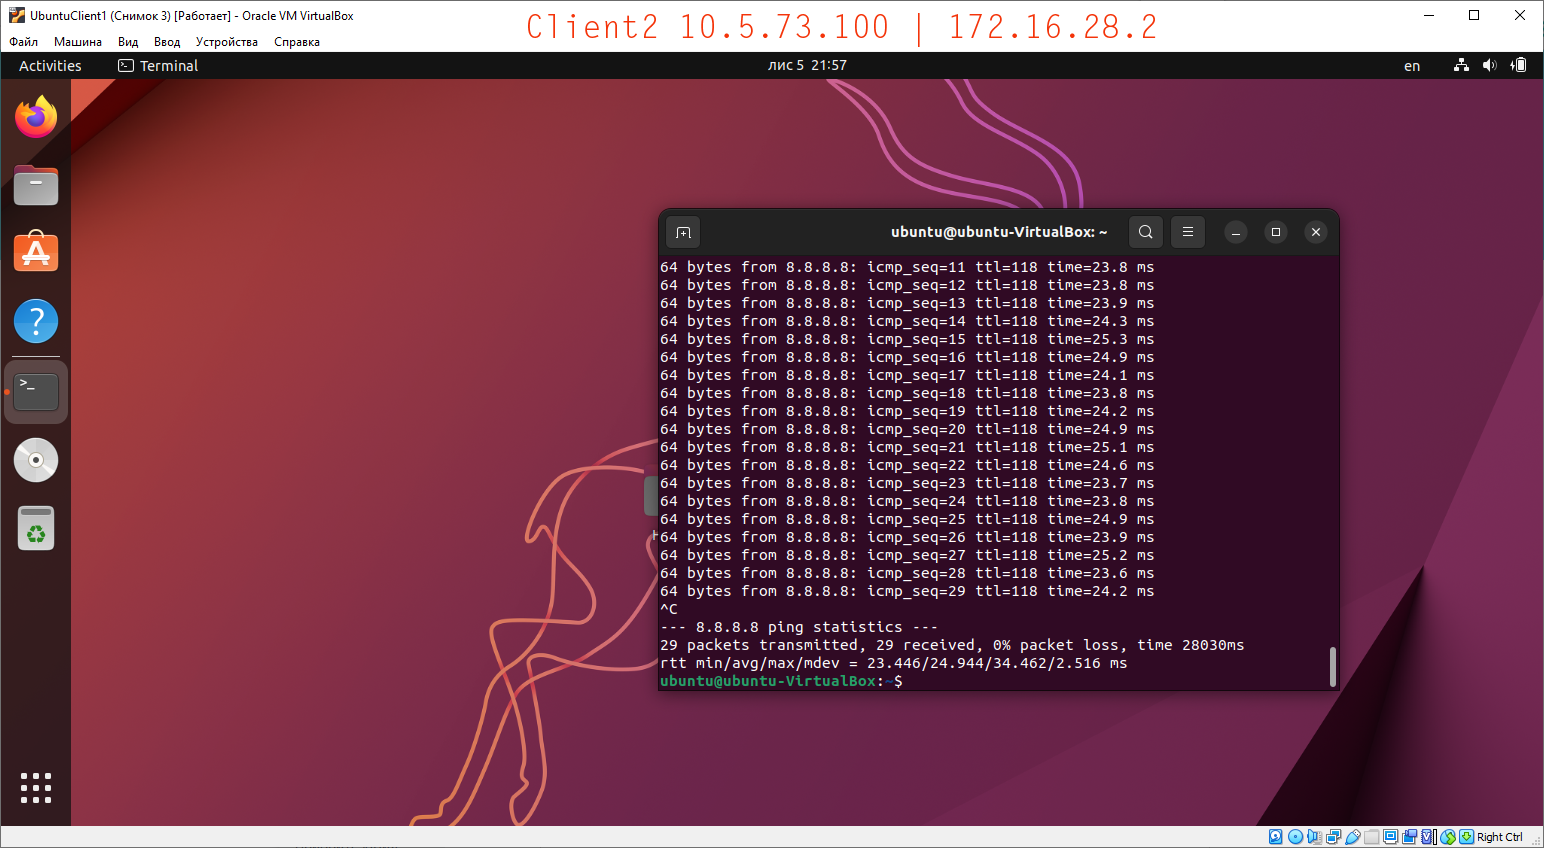 UbuntuClient1 (Снимок 3) [Работает] - Oracle VM VirtualBox
Client2 10.5.73.100 | 172.16.28.2
Файл Машина Вид Ввод Устройства Справка
Activities Terminal лис 5 21:57 en
ubuntu@ubuntu-VirtualBox: ~
64 bytes from 8.8.8.8: icmp_seq=11 ttl=118 time=23.8 ms
64 bytes from 8.8.8.8: icmp_seq=12 ttl=118 time=23.8 ms
64 bytes from 8.8.8.8: icmp_seq=13 ttl=118 time=23.9 ms
64 bytes from 8.8.8.8: icmp_seq=14 ttl=118 time=24.3 ms
64 bytes from 8.8.8.8: icmp_seq=15 ttl=118 time=25.3 ms
64 bytes from 8.8.8.8: icmp_seq=16 ttl=118 time=24.9 ms
64 bytes from 8.8.8.8: icmp_seq=17 ttl=118 time=24.1 ms
64 bytes from 8.8.8.8: icmp_seq=18 ttl=118 time=23.8 ms
64 bytes from 8.8.8.8: icmp_seq=19 ttl=118 time=24.2 ms
64 bytes from 8.8.8.8: icmp_seq=20 ttl=118 time=24.9 ms
64 bytes from 8.8.8.8: icmp_seq=21 ttl=118 time=25.1 ms
64 bytes from 8.8.8.8: icmp_seq=22 ttl=118 time=24.6 ms
64 bytes from 8.8.8.8: icmp_seq=23 ttl=118 time=23.7 ms
64 bytes from 8.8.8.8: icmp_seq=24 ttl=118 time=23.8 ms
64 bytes from 8.8.8.8: icmp_seq=25 ttl=118 time=24.9 ms
64 bytes from 8.8.8.8: icmp_seq=26 ttl=118 time=23.9 ms
64 bytes from 8.8.8.8: icmp_seq=27 ttl=118 time=25.2 ms
64 bytes from 8.8.8.8: icmp_seq=28 ttl=118 time=23.6 ms
64 bytes from 8.8.8.8: icmp_seq=29 ttl=118 time=24.2 ms
^C
--- 8.8.8.8 ping statistics ---
29 packets transmitted, 29 received, 0% packet loss, time 28030ms
rtt min/avg/max/mdev = 23.446/24.944/34.462/2.516 ms
ubuntu@ubuntu-VirtualBox:~$
Right Ctrl